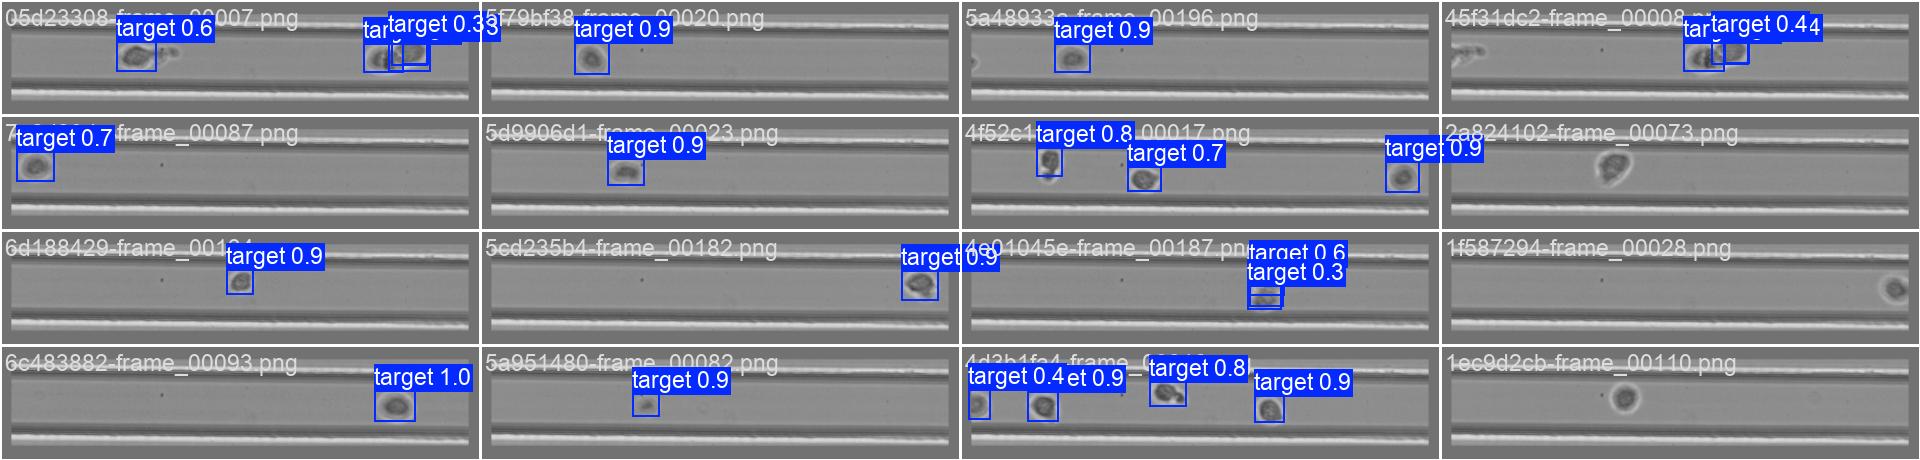 05d23308-frame_00007.png
target 0.6
target 0.33
5f79bf38-frame_00020.png
target 0.9
5a48933 frame_00196.png
target 0.9
45f31dc2-frame_00008.p
target 0.44
frame_00087.png
target 0.7
5d9906d1-frame_00023.png
target 0.9
4f52c1 00017.png
target 0.8
target 0.7
target 0.9
2a824102-frame_00073.png
6d188429-frame_00
target 0.9
5cd235b4-frame_00182.png
target 0.9
4e01045e-frame_00187.png
target 0.6
target 0.3
1f587294-frame_00028.png
6c483882-frame_00093.png
target 1.0
5a951480-frame_00082.png
target 0.9
4d3b1fa4-frame
target 0.4
et 0.9
target 0.8
target 0.9
1ec9d2cb-frame_00110.png